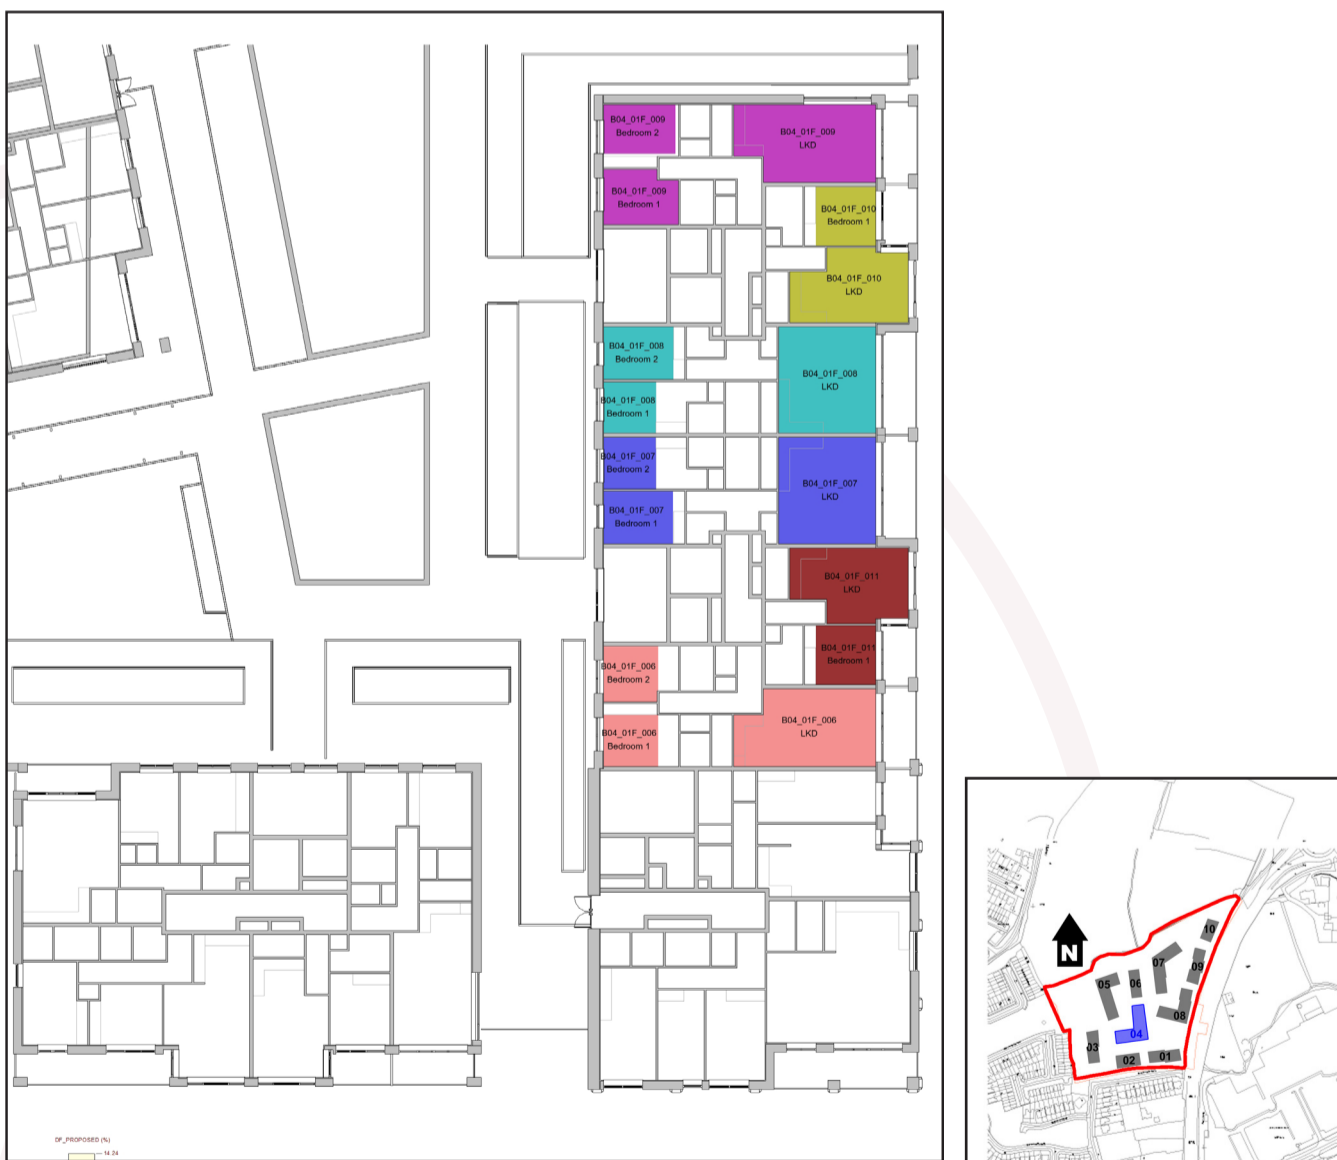 B04_01F_009
Bedroom 2
B04_01F_009
LKD
B04_01F_009
Bedroom 1
B04_01F_010
Bedroom 1
B04_01F_010
LKD
B04_01F_008
Bedroom 2
B04_01F_008
LKD
B04_01F_008
Bedroom 1
B04_01F_007
Bedroom 2
B04_01F_007
LKD
B04_01F_007
Bedroom 1
B04_01F_011
LKD
B04_01F_011
Bedroom 1
B04_01F_006
Bedroom 2
B04_01F_006
LKD
B04_01F_006
Bedroom 1
DF_PROPOSED (%)
14.24
N
10
07
09
05
06
08
04
03
02
01